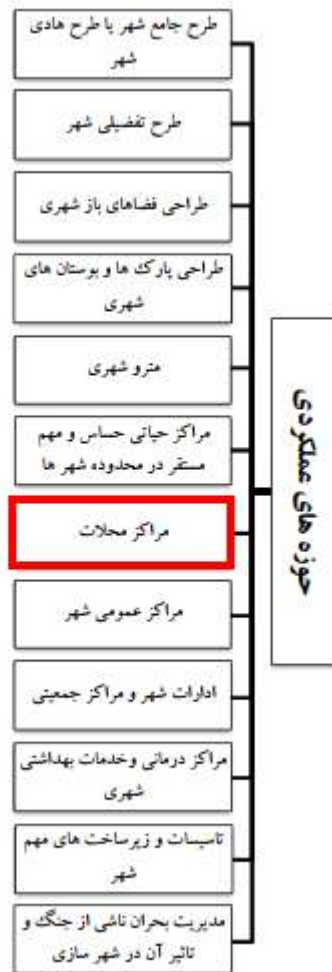 حوزه های عملکردی
طرح جامع شهر یا طرح هادی
شهر
طرح تفضیلی شهر
طراحی فضاهای باز شهری
طراحی پارک ها و بوستان های
شهری
مترو شهری
مراکز حیاتی حساس و مهم
مستقر در محدوده شهر ها
مراکز محلات
مراکز عمومی شهر
ادارات شهر و مراکز جمعیتی
مراکز درمانی وخدمات بهداشتی
شهری
تاسیسات و زیرساخت های مهم
شهر
مدیریت بحران ناشی از جنگ و
تاثیر آن در شهر سازی